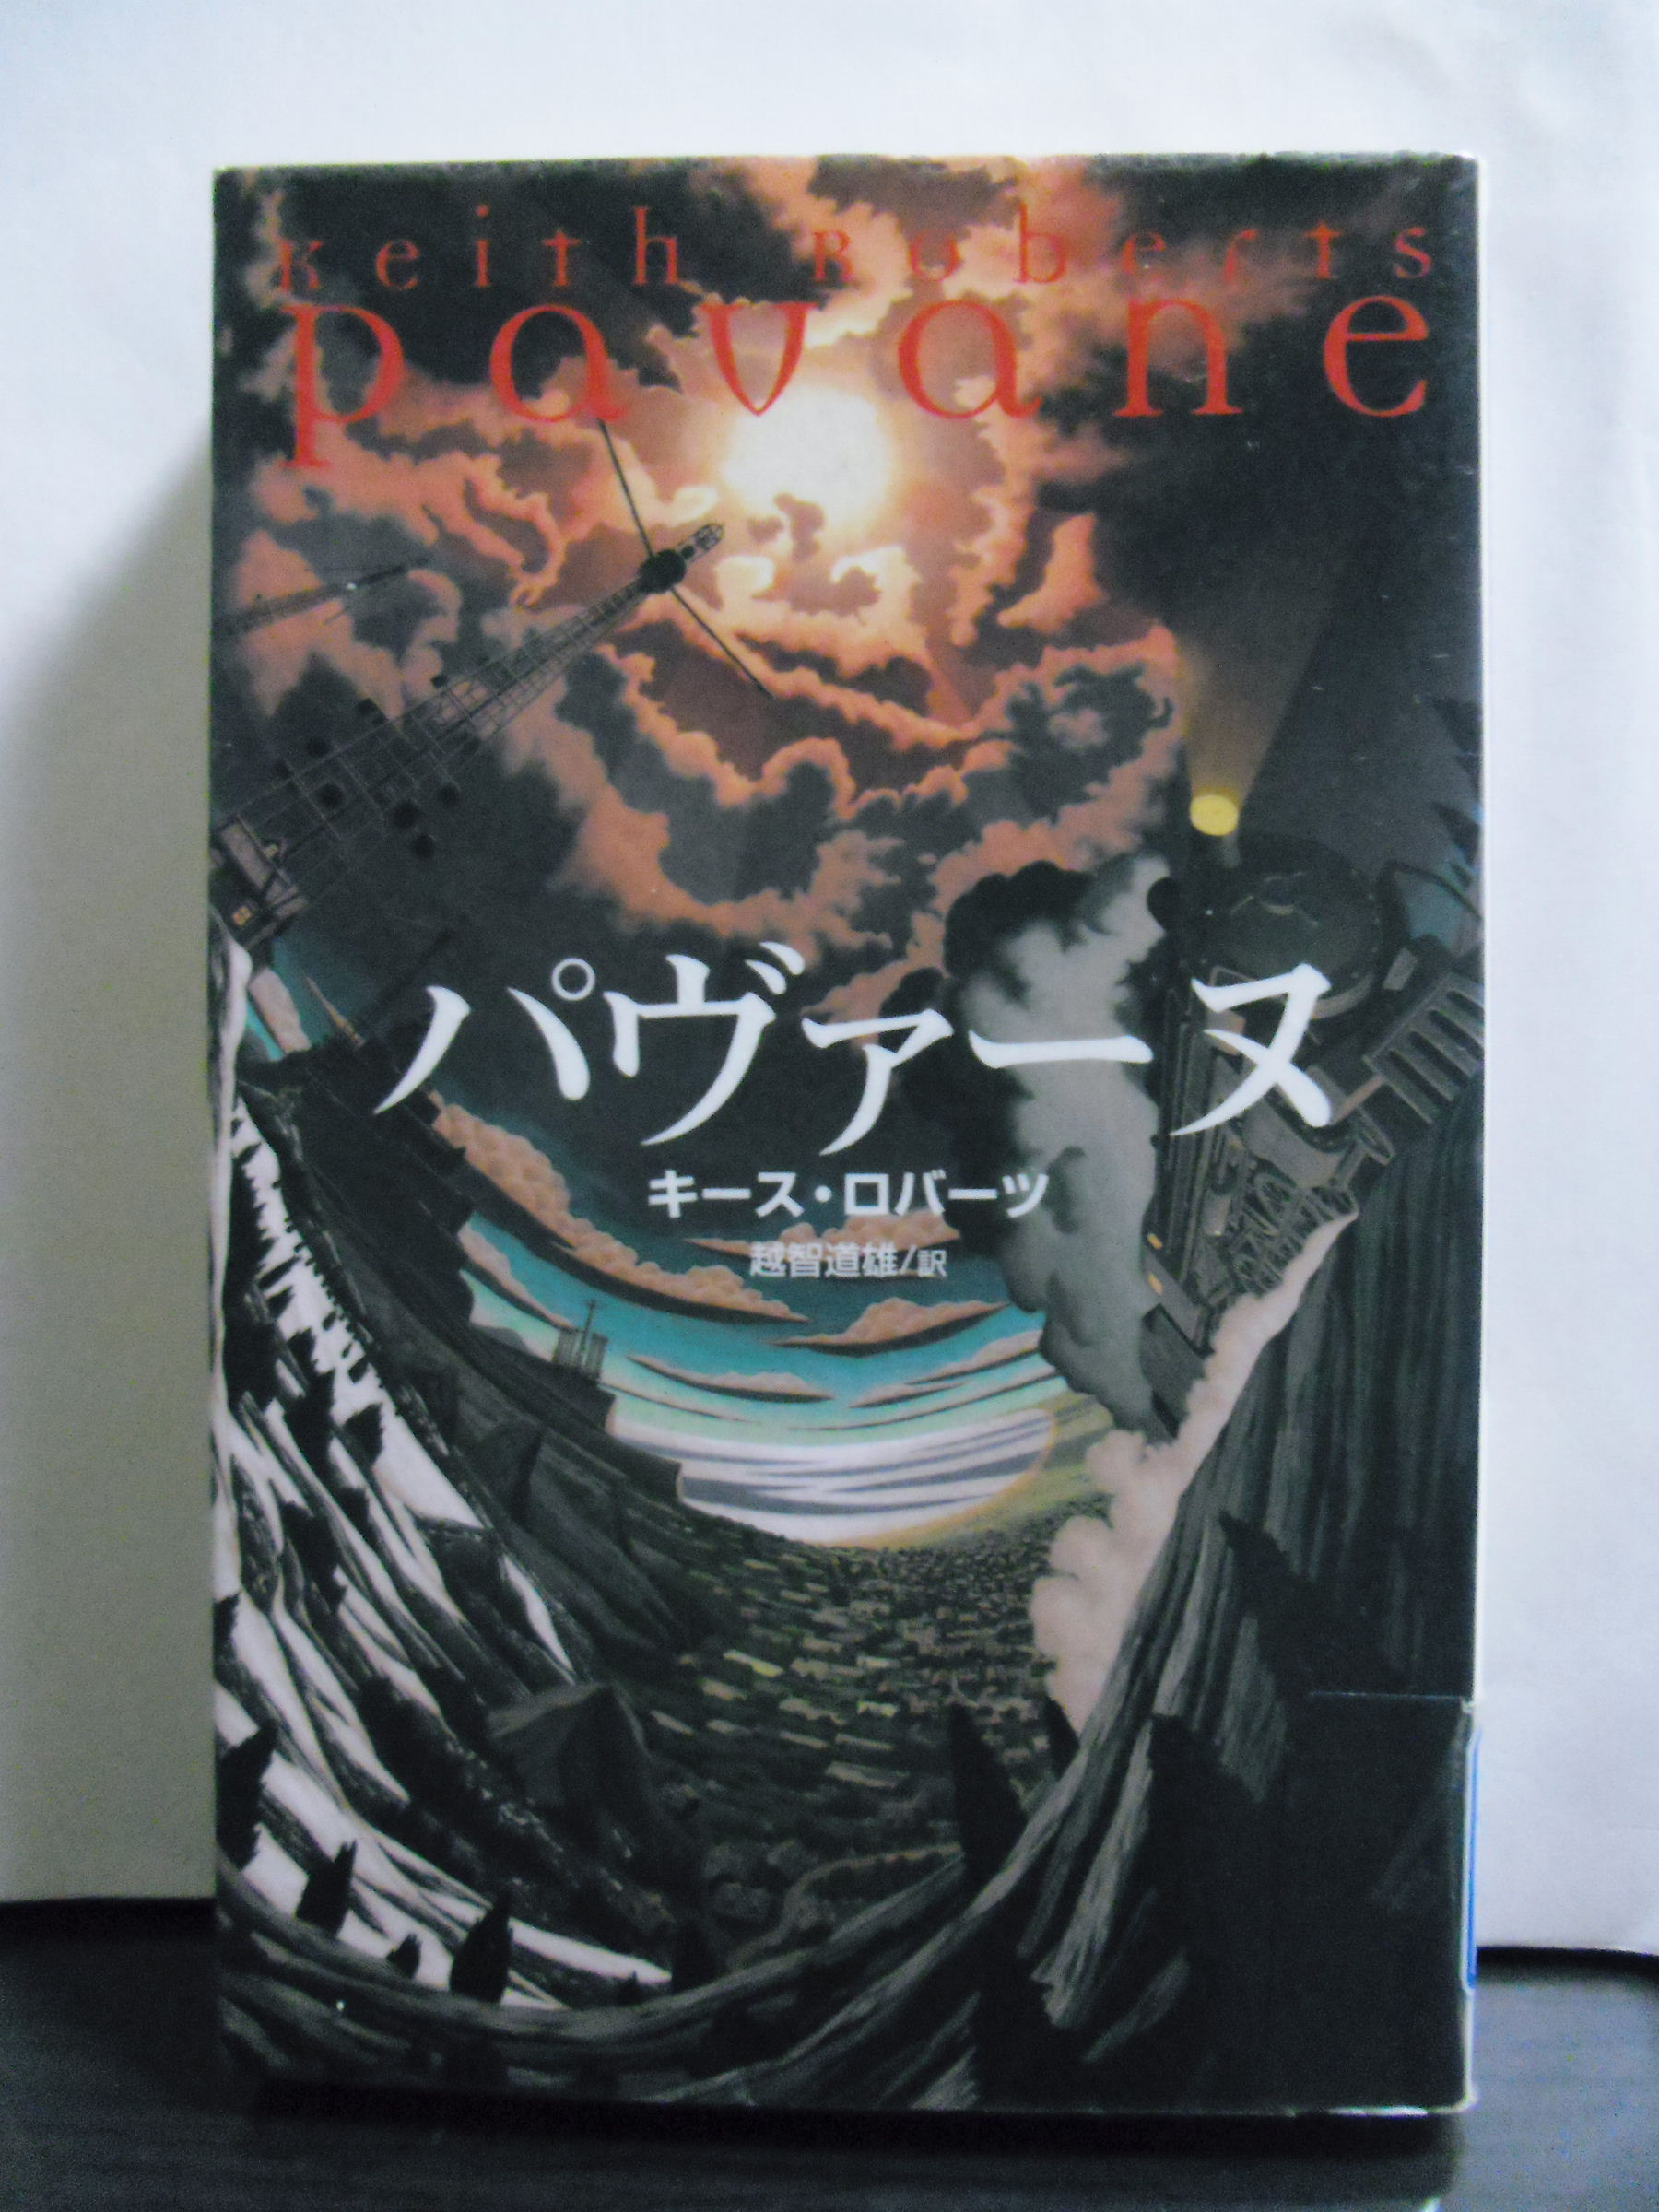 Keith Roberts
pavane
パヴァーヌ
キース・ロバーツ
越智道雄/訳